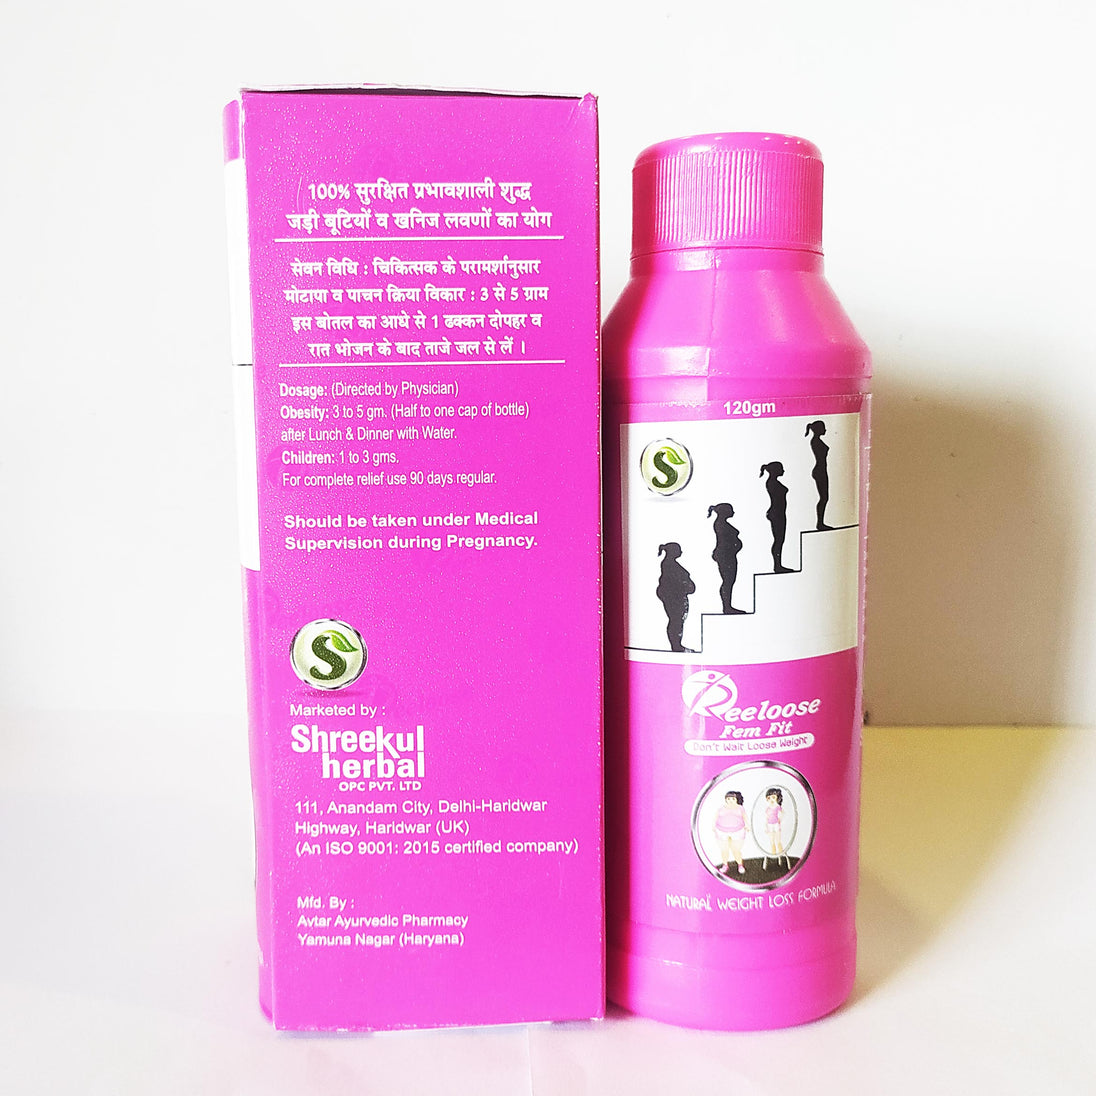 100% सुरक्षित प्रभावशाली शुद्ध
जड़ी बूटियों व खनिज लवणों का योग
सेवन विधि : चिकित्सक के परामर्शानुसार
मोटापा व पाचन क्रिया विकार : 3 से 5 ग्राम
इस बोतल का आधे से 1 ढक्कन दोपहर व
रात भोजन के बाद ताजे जल से लें ।
Dosage: (Directed by Physician)
Obesity: 3 to 5 gm. (Half to one cap of bottle)
after Lunch & Dinner with Water.
Children: 1 to 3 gms.
For complete relief use 90 days regular.
Should be taken under Medical
Supervision during Pregnancy.
S
Marketed by :
Shreekul
herbal
OPC PVT. LTD
111, Anandam City, Delhi-Haridwar
Highway, Haridwar (UK)
(An ISO 9001: 2015 certified company)
Mfd. By :
Avtar Ayurvedic Pharmacy
Yamuna Nagar (Haryana)
120gm
S
Reeloose
Fem Fit
Don't Wait Loose Weight
NATURAL WEIGHT LOSS FORMULA